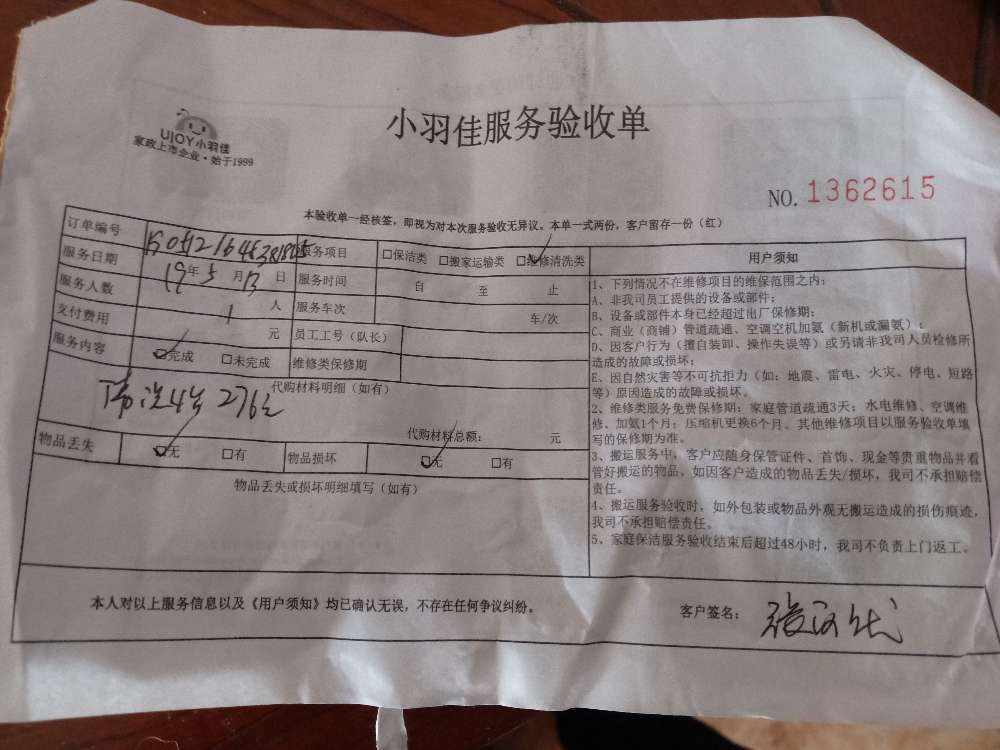 小羽佳服务验收单
UJOY小羽佳
家政上市企业·始于1999
NO. 1362615
本验收单一经核签，即视为对本次服务验收无异议。本单一式两份，客户留存一份（红）
订单编号
服务项目 □保洁类 □搬家运输类 □维修清洗类
用户须知
服务日期 19年5月13日 服务时间 自 至 止
服务人数 1 人 服务车次 车/次
支付费用 元 员工工号（队长）
服务内容 □完成 □未完成 维修类保修期
代购材料明细（如有）
清洗4台 276元
代购材料总额： 元
物品丢失 □无 □有 物品损坏 □无 □有
物品丢失或损坏明细填写（如有）
1、下列情况不在维修项目的维保范围之内：
A、非我司员工提供的设备或部件；
B、设备或部件本身已经超过出厂保修期；
C、商业（商铺）管道疏通、空调空机加氨（新机或漏氨）；
D、因客户行为（擅自装卸、操作失误等）或另请非我司人员检修所
造成的故障或损坏；
E、因自然灾害等不可抗拒力（如：地震、雷电、火灾、停电、短路
等）原因造成的故障或损坏。
2、维修类服务免费保修期：家庭管道疏通3天；水电维修、空调维
修、加氨1个月；压缩机更换6个月。其他维修项目以服务验收单填
写的保修期为准。
3、搬运服务中，客户应随身保管证件、首饰、现金等贵重物品并看
管好搬运的物品，如因客户造成的物品丢失/损坏，我司不承担赔偿
责任。
4、搬运服务验收时，如外包装或物品外观无搬运造成的损伤痕迹，
我司不承担赔偿责任。
5、家庭保洁服务验收结束后超过48小时，我司不负责上门返工。
本人对以上服务信息以及《用户须知》均已确认无误，不存在任何争议纠纷。
客户签名：